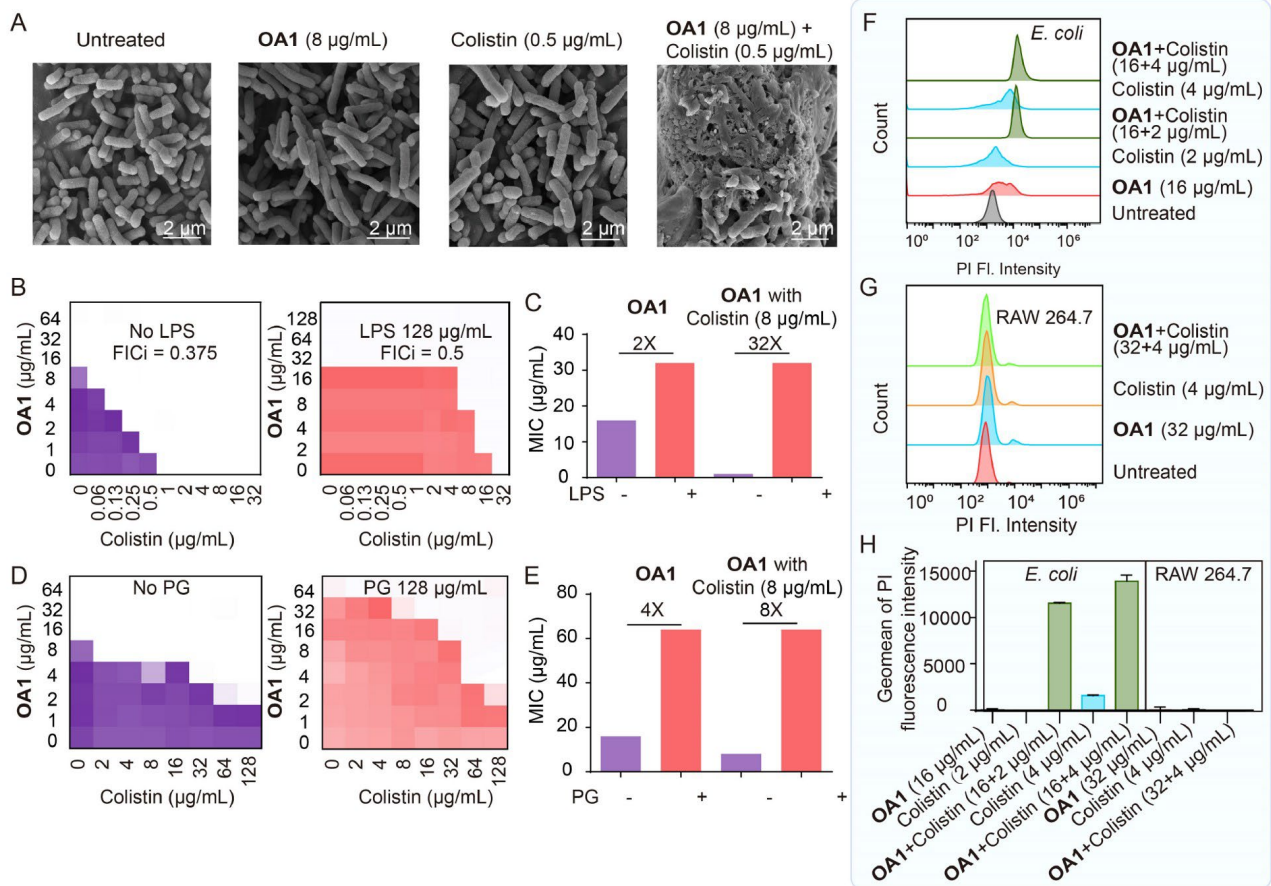 A
Untreated
OA1 (8 µg/mL)
Colistin (0.5 µg/mL)
OA1 (8 µg/mL) +
Colistin (0.5 µg/mL)
2 µm
2 µm
2 µm
2 µm
B
OA1 (µg/mL)
64
32
16
8
4
2
1
0
No LPS
FICi = 0.375
0
0.06
0.13
0.25
0.5
1
2
4
8
16
32
Colistin (µg/mL)
OA1 (µg/mL)
128
64
32
16
8
4
2
0
LPS 128 µg/mL
FICi = 0.5
0
0.06
0.13
0.25
0.5
1
2
4
8
16
32
Colistin (µg/mL)
C
OA1
OA1 with
Colistin (8 µg/mL)
2X
32X
MIC (µg/mL)
40
30
20
10
0
LPS - + - +
D
OA1 (µg/mL)
64
32
16
8
4
2
1
0
No PG
0
2
4
8
16
32
64
128
Colistin (µg/mL)
OA1 (µg/mL)
64
32
16
8
4
2
1
0
PG 128 µg/mL
0
2
4
8
16
32
64
128
Colistin (µg/mL)
E
OA1
OA1 with
Colistin (8 µg/mL)
4X
8X
MIC (µg/mL)
80
60
40
20
0
PG - + - +
F
E. coli
Count
OA1+Colistin
(16+4 µg/mL)
Colistin (4 µg/mL)
OA1+Colistin
(16+2 µg/mL)
Colistin (2 µg/mL)
OA1 (16 µg/mL)
Untreated
10⁰ 10² 10⁴ 10⁶
PI Fl. Intensity
G
RAW 264.7
Count
OA1+Colistin
(32+4 µg/mL)
Colistin (4 µg/mL)
OA1 (32 µg/mL)
Untreated
10⁰ 10² 10⁴ 10⁶
PI Fl. Intensity
H
E. coli
RAW 264.7
Geomean of PI
fluorescence intensity
15000
10000
5000
0
OA1 (16 µg/mL)
Colistin (2 µg/mL)
OA1+Colistin (16+2 µg/mL)
Colistin (4 µg/mL)
OA1+Colistin (16+4 µg/mL)
OA1 (32 µg/mL)
Colistin (4 µg/mL)
OA1+Colistin (32+4 µg/mL)